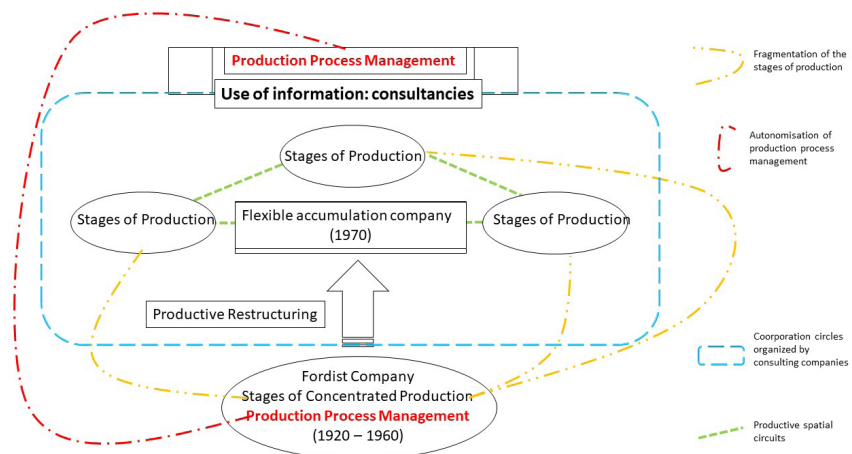 Production Process Management
Use of information: consultancies
Stages of Production
Stages of Production
Flexible accumulation company
(1970)
Stages of Production
Productive Restructuring
Fordist Company
Stages of Concentrated Production
Production Process Management
(1920 – 1960)
Fragmentation of the
stages of production
Autonomisation of
production process
management
Coorporation circles
organized by
consulting companies
Productive spatial
circuits